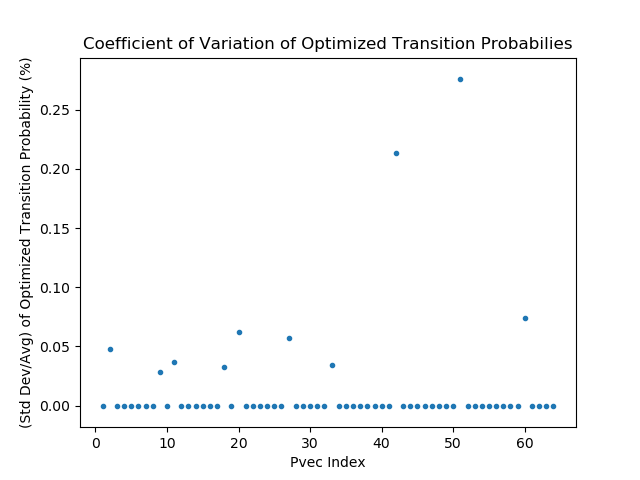 Coefficient of Variation of Optimized Transition Probabilies
(Std Dev/Avg) of Optimized Transition Probability (%)
0.25
0.20
0.15
0.10
0.05
0.00
0 10 20 30 40 50 60
Pvec Index